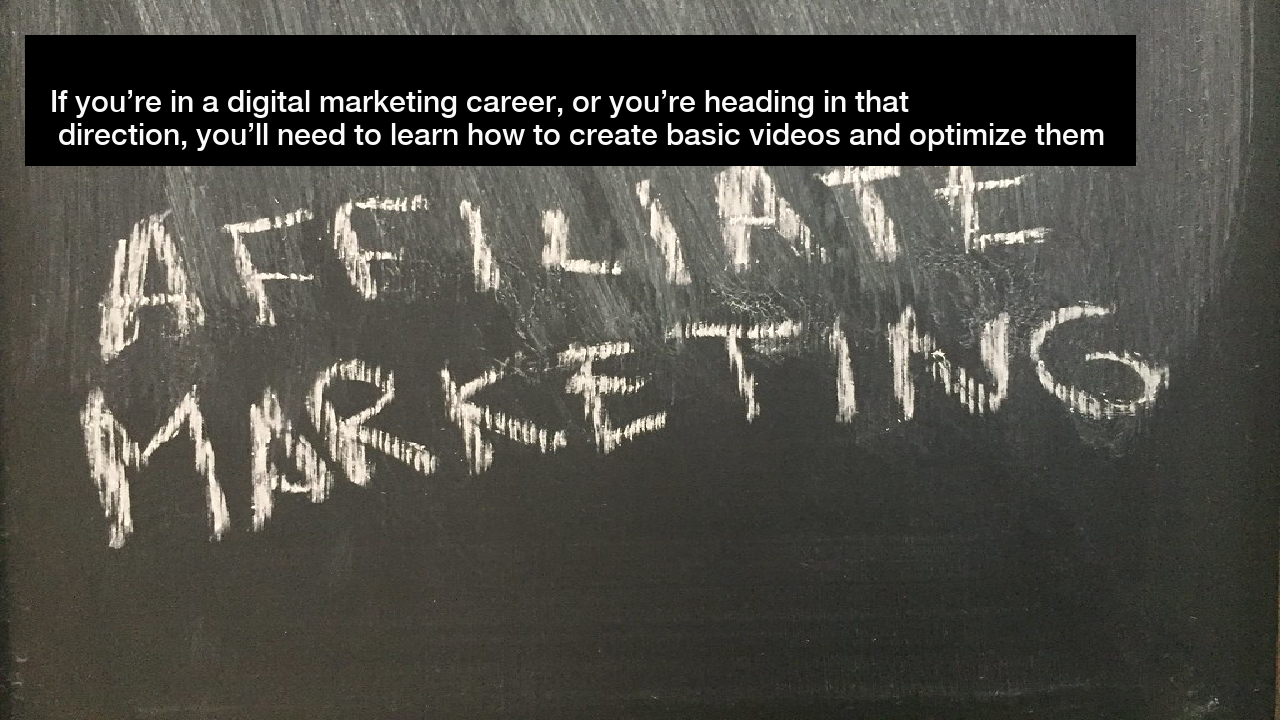 If you’re in a digital marketing career, or you’re heading in that
direction, you’ll need to learn how to create basic videos and optimize them
AFFILIATE
MARKETING